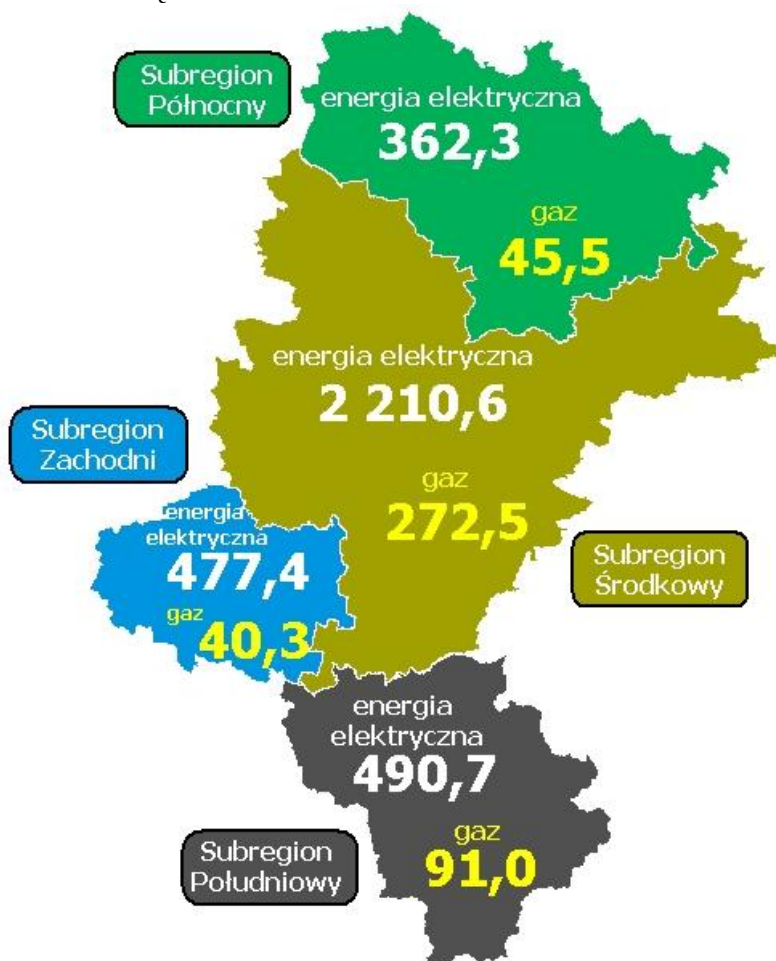 Subregion
Północny
energia elektryczna
362,3
gaz
45,5
energia elektryczna
2 210,6
gaz
272,5
Subregion
Zachodni
energia
elektryczna
477,4
gaz
40,3
Subregion
Środkowy
energia
elektryczna
490,7
gaz
91,0
Subregion
Południowy